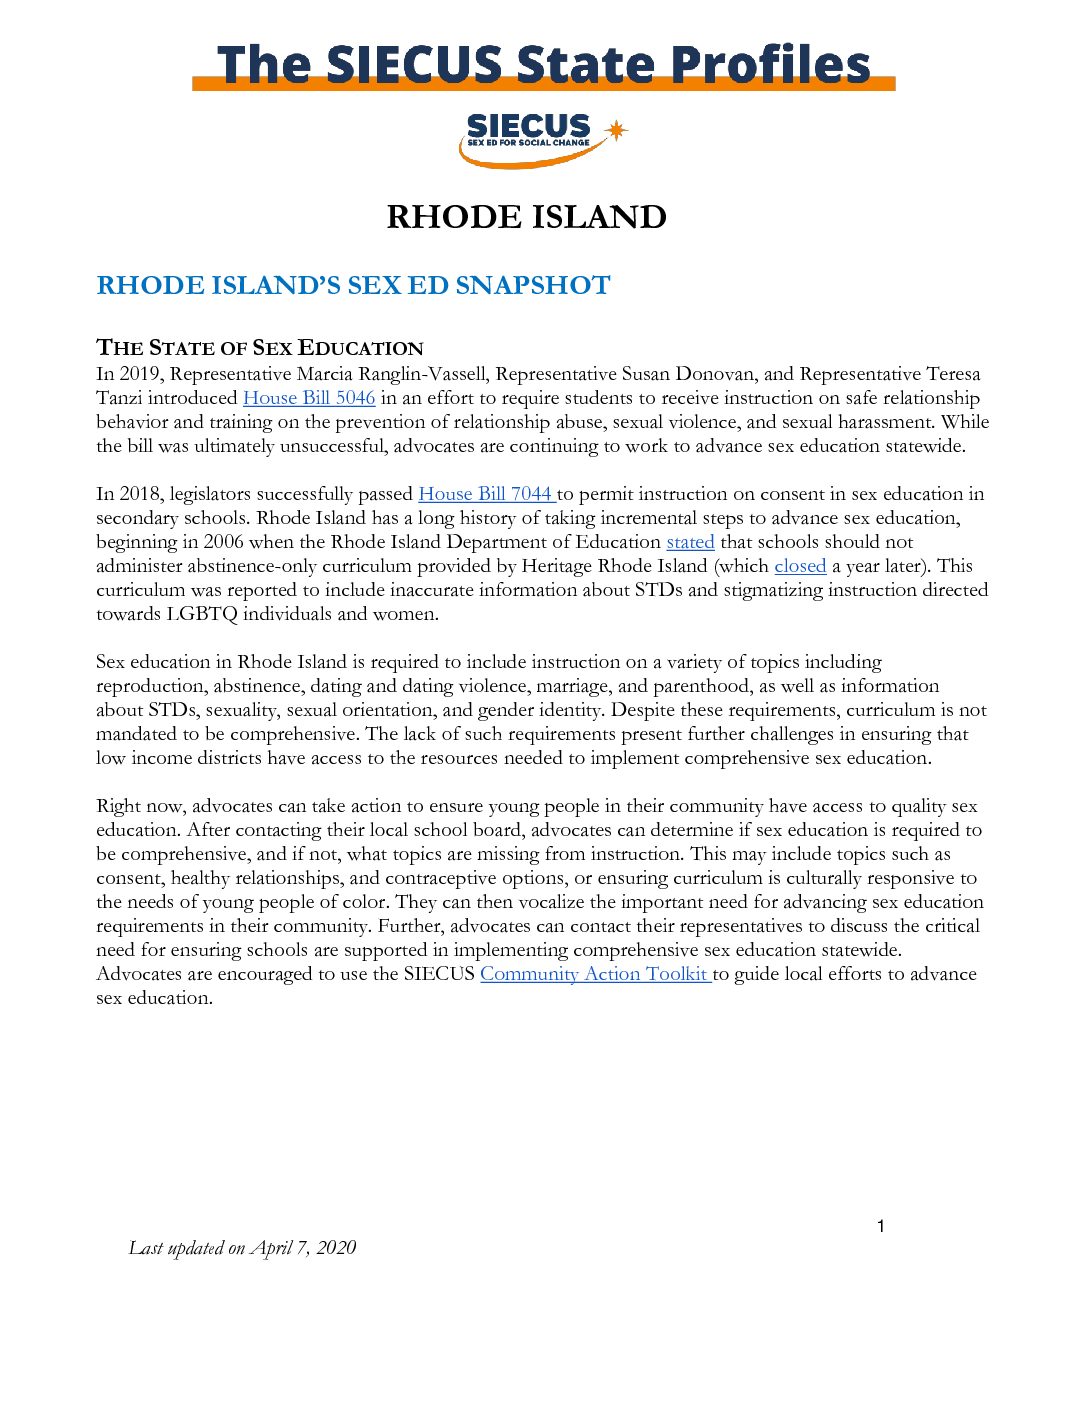 The SIECUS State Profiles
SIECUS
SEX ED FOR SOCIAL CHANGE
RHODE ISLAND
RHODE ISLAND’S SEX ED SNAPSHOT
THE STATE OF SEX EDUCATION
In 2019, Representative Marcia Ranglin-Vassell, Representative Susan Donovan, and Representative Teresa
Tanzi introduced House Bill 5046 in an effort to require students to receive instruction on safe relationship
behavior and training on the prevention of relationship abuse, sexual violence, and sexual harassment. While
the bill was ultimately unsuccessful, advocates are continuing to work to advance sex education statewide.
In 2018, legislators successfully passed House Bill 7044 to permit instruction on consent in sex education in
secondary schools. Rhode Island has a long history of taking incremental steps to advance sex education,
beginning in 2006 when the Rhode Island Department of Education stated that schools should not
administer abstinence-only curriculum provided by Heritage Rhode Island (which closed a year later). This
curriculum was reported to include inaccurate information about STDs and stigmatizing instruction directed
towards LGBTQ individuals and women.
Sex education in Rhode Island is required to include instruction on a variety of topics including
reproduction, abstinence, dating and dating violence, marriage, and parenthood, as well as information
about STDs, sexuality, sexual orientation, and gender identity. Despite these requirements, curriculum is not
mandated to be comprehensive. The lack of such requirements present further challenges in ensuring that
low income districts have access to the resources needed to implement comprehensive sex education.
Right now, advocates can take action to ensure young people in their community have access to quality sex
education. After contacting their local school board, advocates can determine if sex education is required to
be comprehensive, and if not, what topics are missing from instruction. This may include topics such as
consent, healthy relationships, and contraceptive options, or ensuring curriculum is culturally responsive to
the needs of young people of color. They can then vocalize the important need for advancing sex education
requirements in their community. Further, advocates can contact their representatives to discuss the critical
need for ensuring schools are supported in implementing comprehensive sex education statewide.
Advocates are encouraged to use the SIECUS Community Action Toolkit to guide local efforts to advance
sex education.
1
Last updated on April 7, 2020